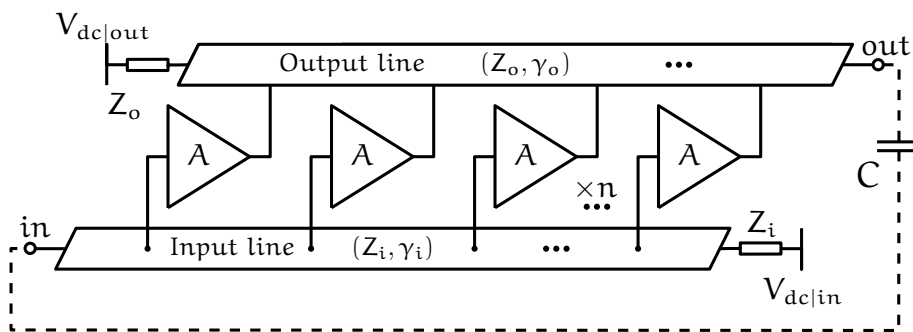 V_dc|out
out
Output line (Z_o, γ_o) •••
Z_o
A A A A
C
×n
•••
in
Input line (Z_i, γ_i) •••
Z_i
V_dc|in